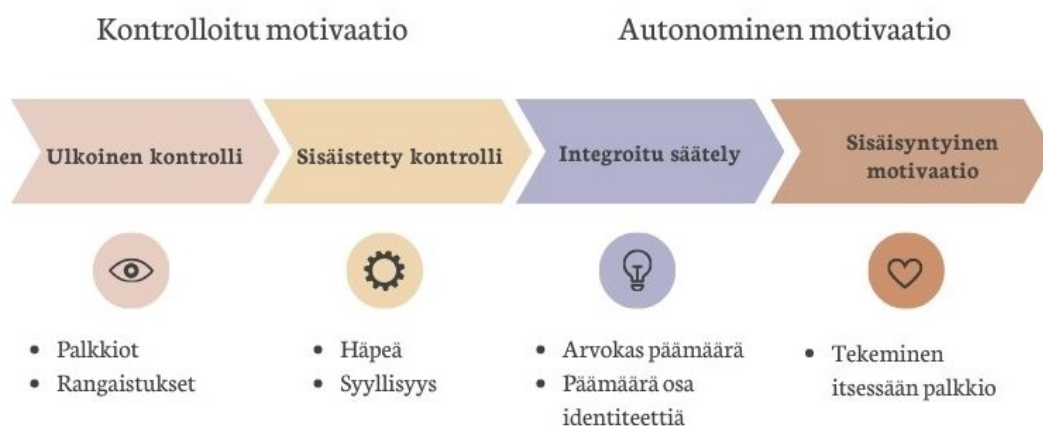 Kontrolloitu motivaatio
Autonominen motivaatio
Ulkoinen kontrolli
Sisäistetty kontrolli
Integroitu säätely
Sisäisyntyinen
motivaatio
• Palkkiot
• Rangaistukset
• Häpeä
• Syyllisyys
• Arvokas päämäärä
• Päämäärä osa
identiteettiä
• Tekeminen
itsessään palkkio